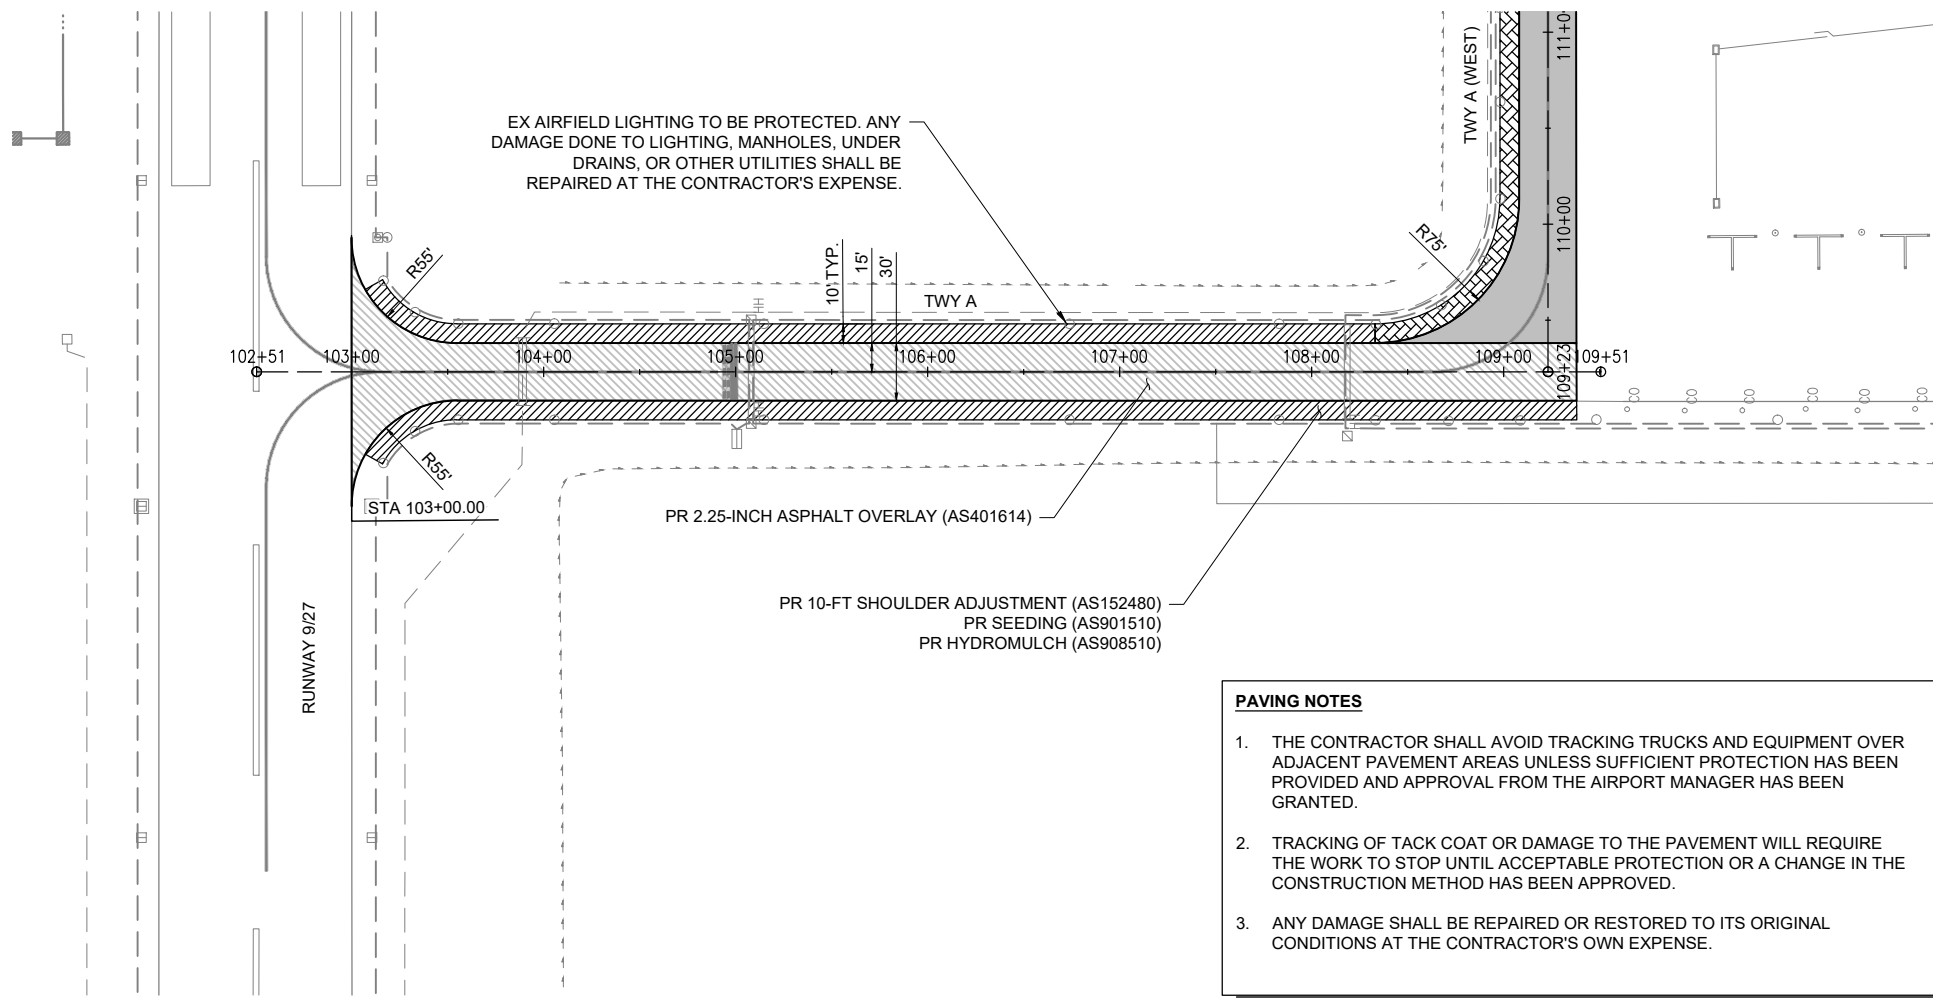 EX AIRFIELD LIGHTING TO BE PROTECTED. ANY
DAMAGE DONE TO LIGHTING, MANHOLES, UNDER
DRAINS, OR OTHER UTILITIES SHALL BE
REPAIRED AT THE CONTRACTOR'S EXPENSE.
TWY A (WEST)
110+00
R55'
10' TYP.
15'
30'
R75'
TWY A
102+51
103+00
104+00
105+00
106+00
107+00
108+00
109+00
109+23
109+51
R55'
STA 103+00.00
PR 2.25-INCH ASPHALT OVERLAY (AS401614)
PR 10-FT SHOULDER ADJUSTMENT (AS152480)
PR SEEDING (AS901510)
PR HYDROMULCH (AS908510)
RUNWAY 9/27
PAVING NOTES
1. THE CONTRACTOR SHALL AVOID TRACKING TRUCKS AND EQUIPMENT OVER
ADJACENT PAVEMENT AREAS UNLESS SUFFICIENT PROTECTION HAS BEEN
PROVIDED AND APPROVAL FROM THE AIRPORT MANAGER HAS BEEN
GRANTED.
2. TRACKING OF TACK COAT OR DAMAGE TO THE PAVEMENT WILL REQUIRE
THE WORK TO STOP UNTIL ACCEPTABLE PROTECTION OR A CHANGE IN THE
CONSTRUCTION METHOD HAS BEEN APPROVED.
3. ANY DAMAGE SHALL BE REPAIRED OR RESTORED TO ITS ORIGINAL
CONDITIONS AT THE CONTRACTOR'S OWN EXPENSE.